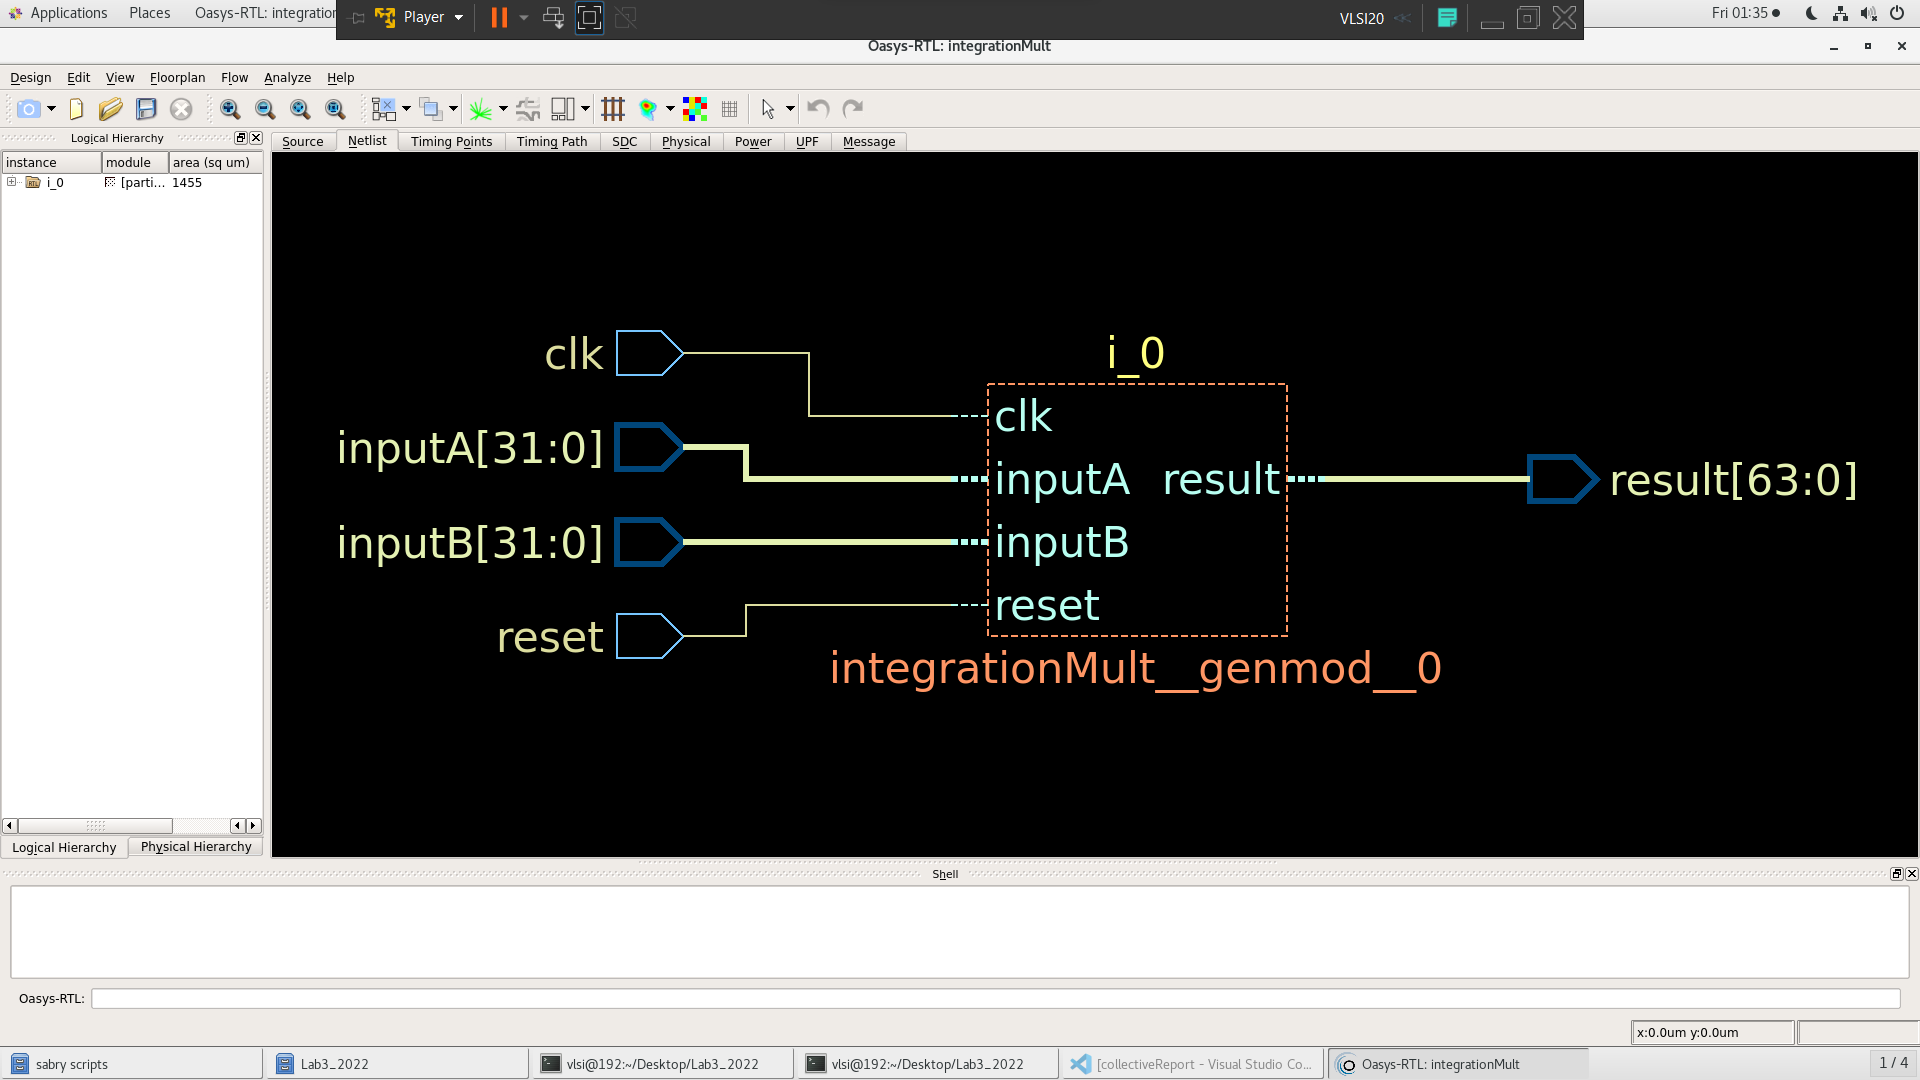 Applications Places Oasys-RTL: integration
Player
VLSI20
Fri 01:35
Oasys-RTL: integrationMult
Design Edit View Floorplan Flow Analyze Help
Logical Hierarchy
instance module area (sq um)
RTL i_0 [parti... 1455
Source Netlist Timing Points Timing Path SDC Physical Power UPF Message
clk
inputA[31:0]
inputB[31:0]
reset
i_0
clk
inputA result
inputB
reset
integrationMult__genmod__0
result[63:0]
Logical Hierarchy Physical Hierarchy
Shell
Oasys-RTL:
x:0.0um y:0.0um
sabry scripts Lab3_2022 vlsi@192:~/Desktop/Lab3_2022 vlsi@192:~/Desktop/Lab3_2022 [collectiveReport - Visual Studio Co... Oasys-RTL: integrationMult 1 / 4